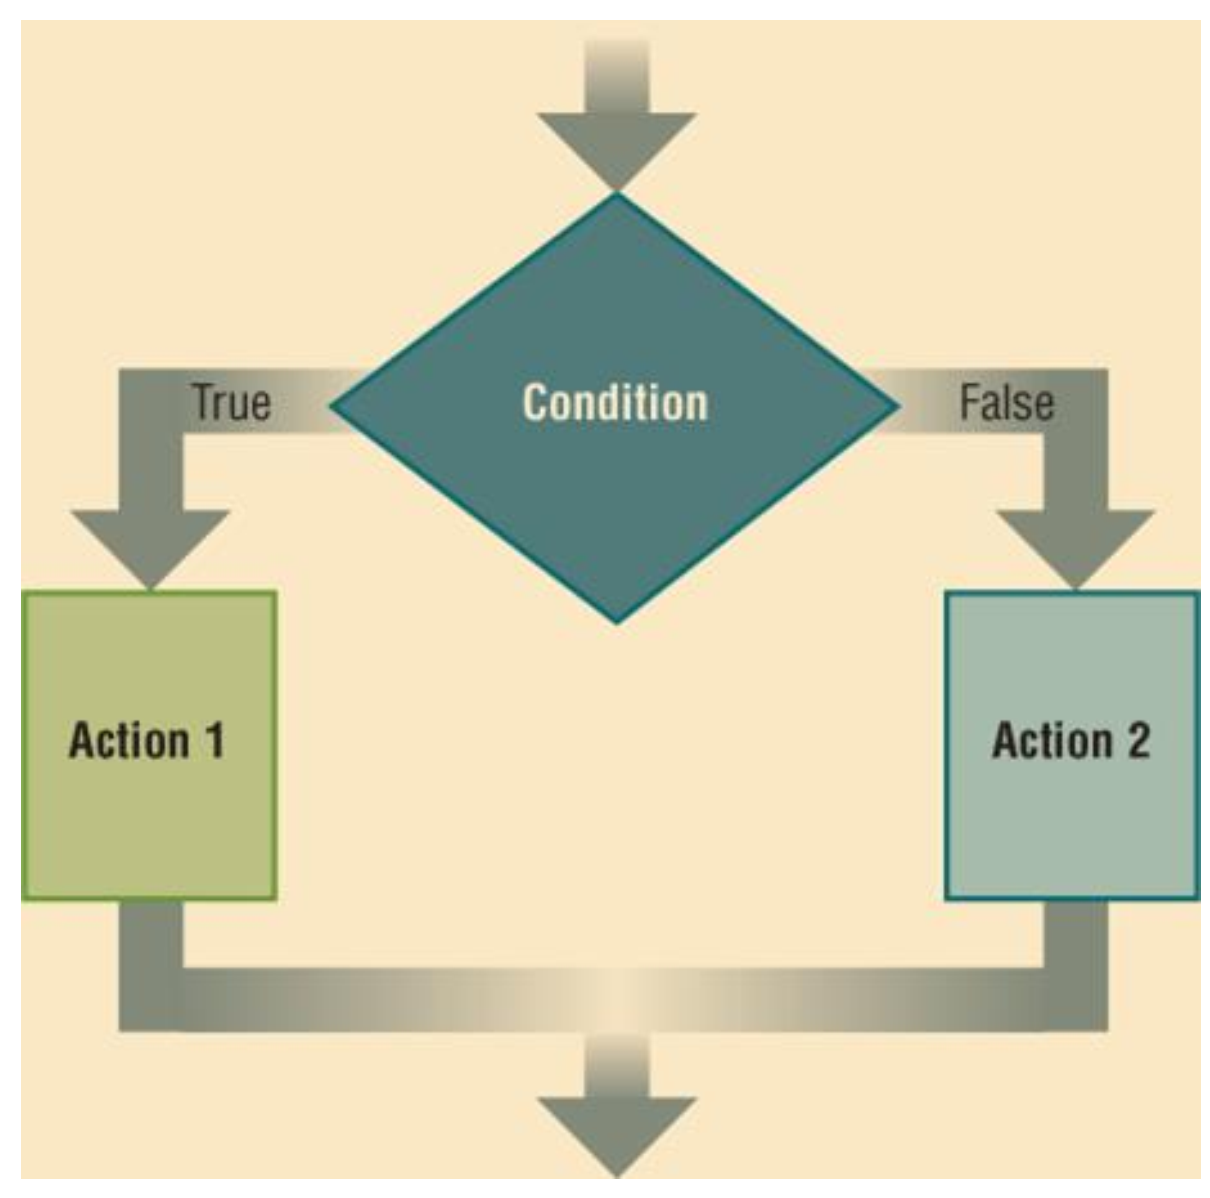 Condition
True
False
Action 1
Action 2